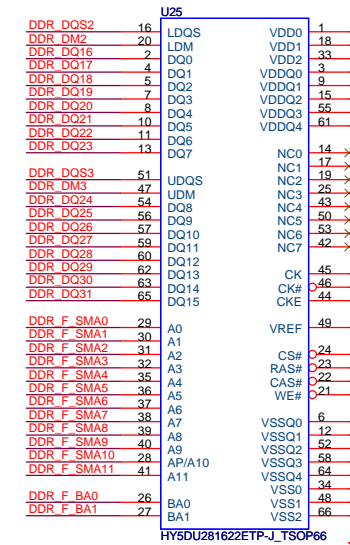 U25
DDR_DQS2 16 LDQS VDD0 1
DDR_DM2 20 LDM VDD1 18
DDR_DQ16 2 DQ0 VDD2 33
DDR_DQ17 4 DQ1 VDDQ0 3
DDR_DQ18 5 DQ2 VDDQ1 9
DDR_DQ19 7 DQ3 VDDQ2 15
DDR_DQ20 8 DQ4 VDDQ3 55
DDR_DQ21 10 DQ5 VDDQ4 61
DDR_DQ22 11 DQ6
DDR_DQ23 13 DQ7 NC0 14
NC1 17
DDR_DQS3 51 UDQS NC2 19
DDR_DM3 47 UDM NC3 25
DDR_DQ24 54 DQ8 NC4 43
DDR_DQ25 56 DQ9 NC5 50
DDR_DQ26 57 DQ10 NC6 53
DDR_DQ27 59 DQ11 NC7 42
DDR_DQ28 60 DQ12
DDR_DQ29 62 DQ13 CK 45
DDR_DQ30 63 DQ14 CK# 46
DDR_DQ31 65 DQ15 CKE 44
DDR_F_SMA0 29 A0 VREF 49
DDR_F_SMA1 30 A1
DDR_F_SMA2 31 A2 CS# 24
DDR_F_SMA3 32 A3 RAS# 23
DDR_F_SMA4 35 A4 CAS# 22
DDR_F_SMA5 36 A5 WE# 21
DDR_F_SMA6 37 A6
DDR_F_SMA7 38 A7 VSSQ0 6
DDR_F_SMA8 39 A8 VSSQ1 12
DDR_F_SMA9 40 A9 VSSQ2 52
DDR_F_SMA10 28 AP/A10 VSSQ3 58
DDR_F_SMA11 41 A11 VSSQ4 64
VSS0 34
DDR_F_BA0 26 BA0 VSS1 48
DDR_F_BA1 27 BA1 VSS2 66
HY5DU281622ETP-J_TSOP66